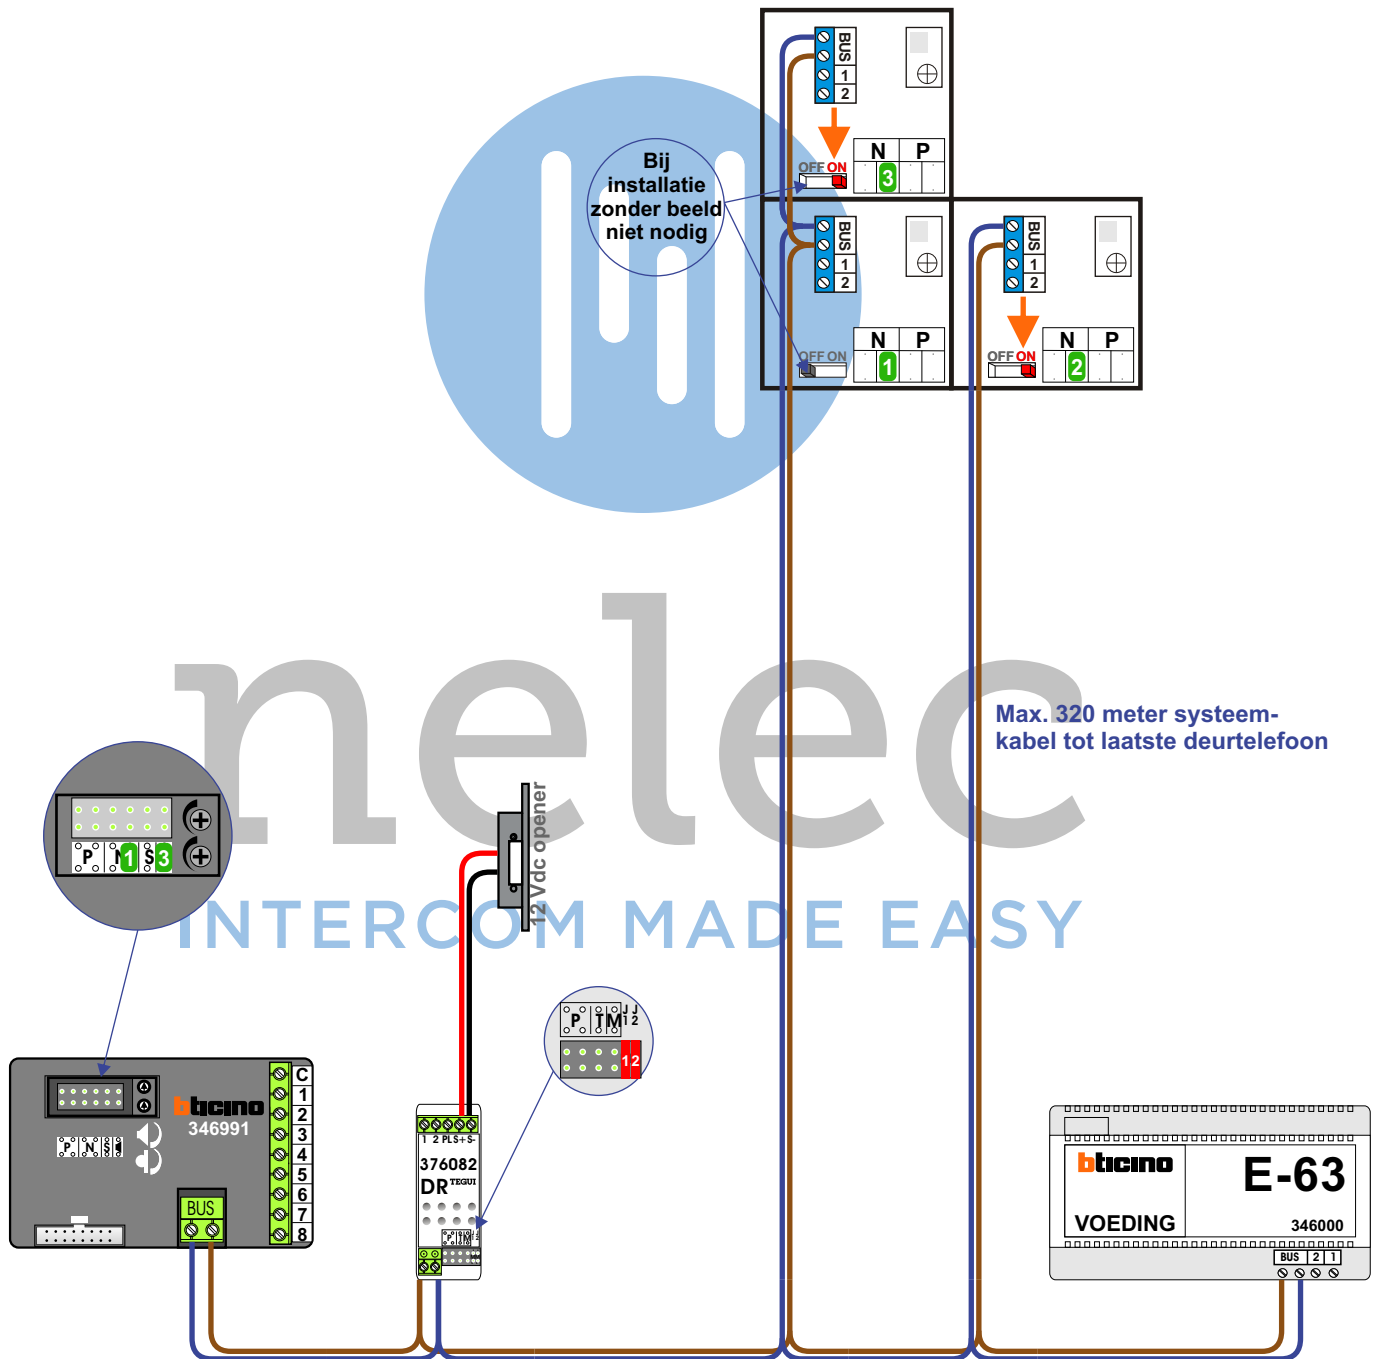 BUS
1
2
OFF ON
N P
3
Bij
installatie
zonder beeld
niet nodig
BUS
1
2
OFF ON
N P
1
BUS
1
2
OFF ON
N P
2
nelec
INTERCOM MADE EASY
Max. 320 meter systeem-
kabel tot laatste deurtelefoon
P N 1 S 3
12 Vdc opener
P T M J1 J2
1 2
bticino
346991
P N S
BUS
C
1
2
3
4
5
6
7
8
1 2 PL S+ S-
376082
DR TEGUI
P T M
bticino
E-63
VOEDING
346000
BUS 2 1